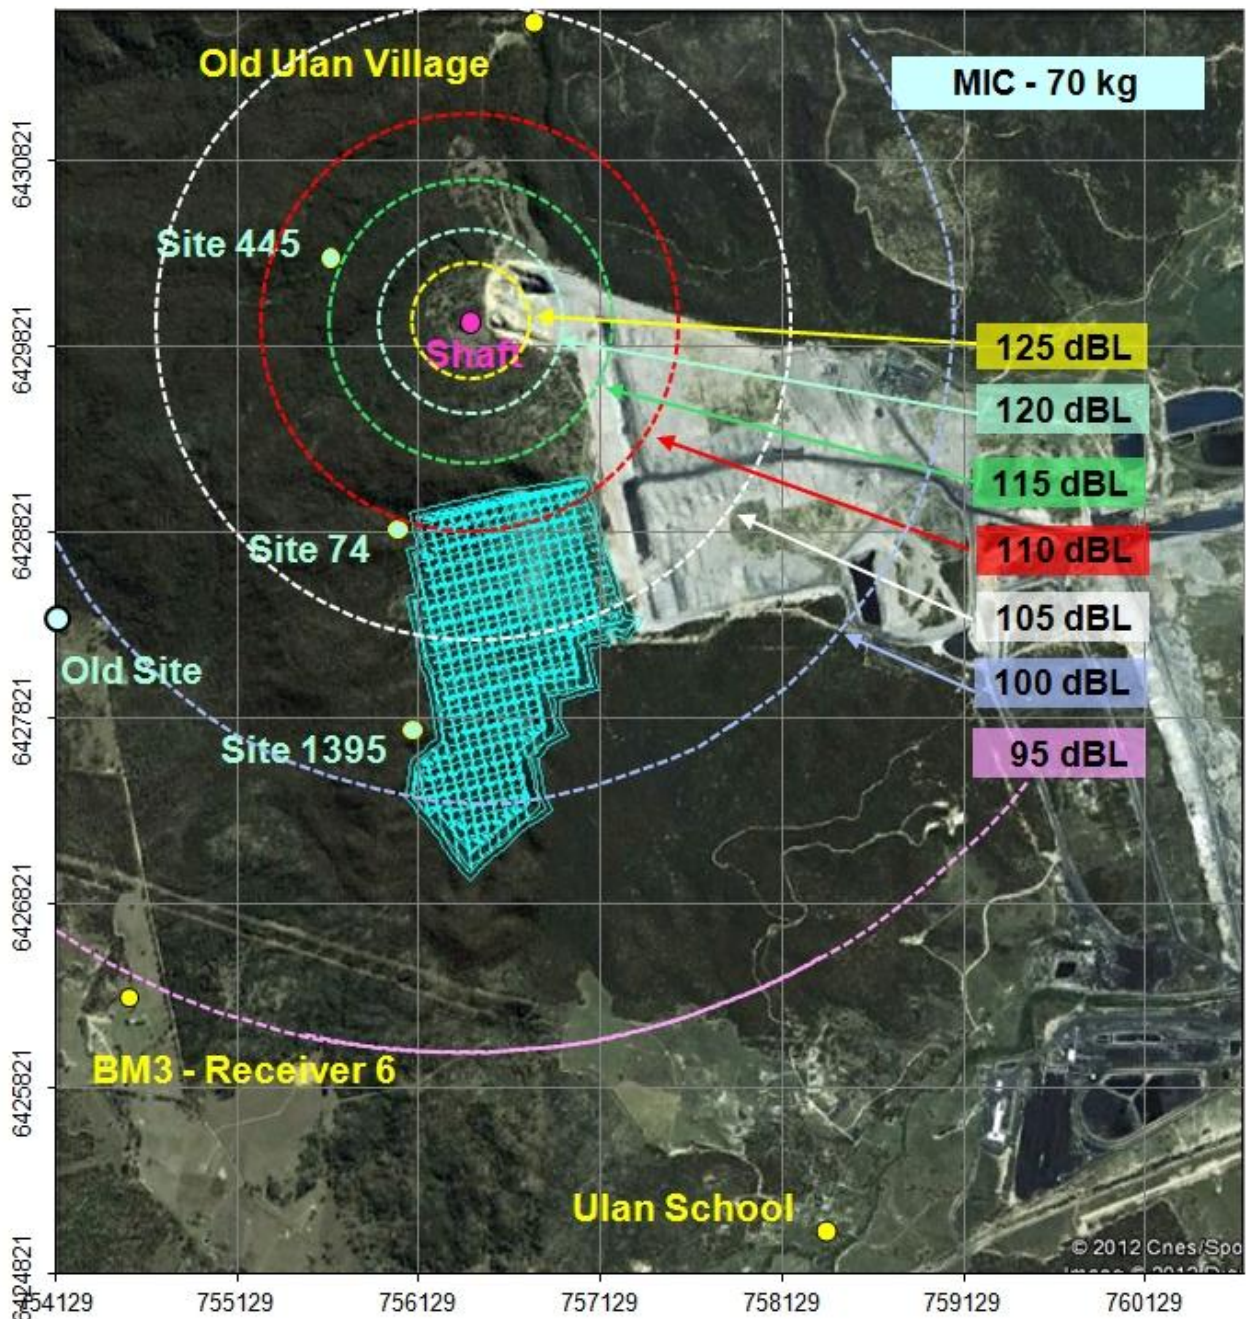 Old Ulan Village
MIC - 70 kg
Site 445
Shaft
125 dBL
120 dBL
115 dBL
110 dBL
105 dBL
100 dBL
95 dBL
Site 74
Old Site
Site 1395
BM3 - Receiver 6
Ulan School
© 2012 Cnes/Spo
6430821
6429821
6428821
6427821
6426821
6425821
6424821
754129 755129 756129 757129 758129 759129 760129